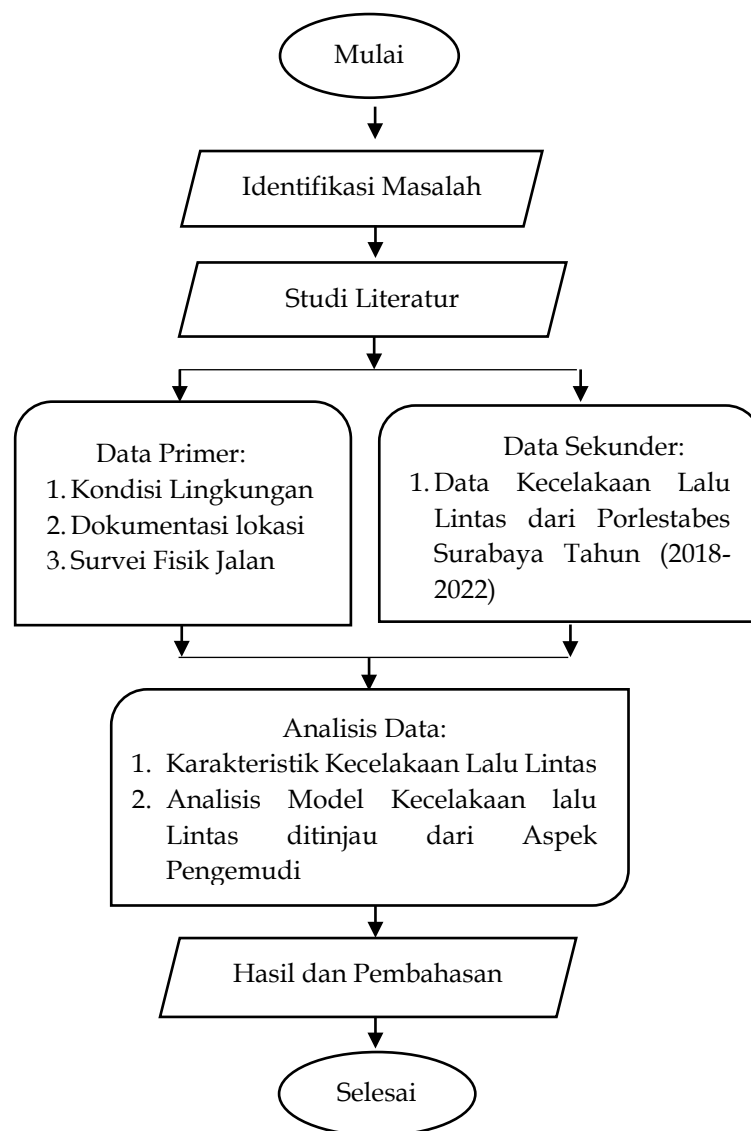 Mulai
Identifikasi Masalah
Studi Literatur
Data Primer:
1. Kondisi Lingkungan
2. Dokumentasi lokasi
3. Survei Fisik Jalan
Data Sekunder:
1. Data Kecelakaan Lalu
Lintas dari Porlestabes
Surabaya Tahun (2018-
2022)
Analisis Data:
1. Karakteristik Kecelakaan Lalu Lintas
2. Analisis Model Kecelakaan lalu
Lintas ditinjau dari Aspek
Pengemudi
Hasil dan Pembahasan
Selesai